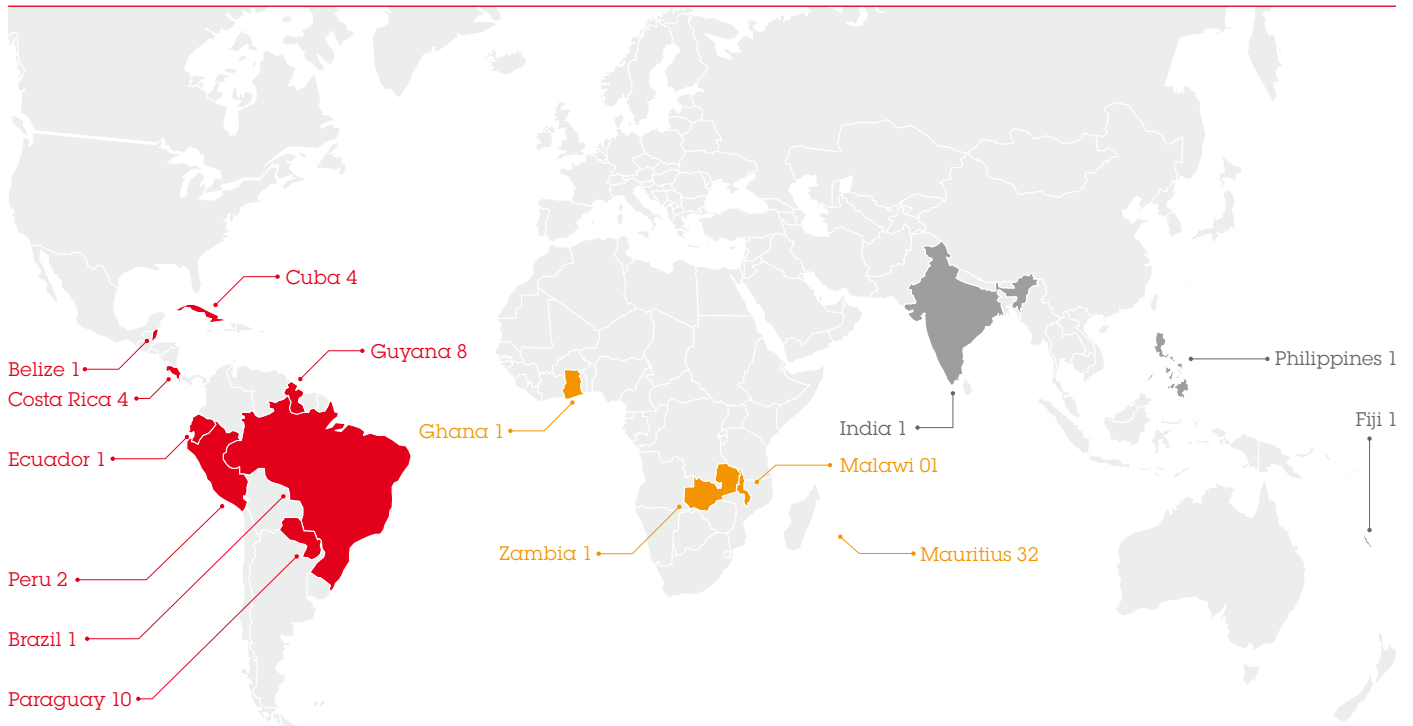 Cuba 4
Guyana 8
Belize 1
Costa Rica 4
Ecuador 1
Peru 2
Brazil 1
Paraguay 10
Ghana 1
Zambia 1
Malawi 01
Mauritius 32
India 1
Philippines 1
Fiji 1